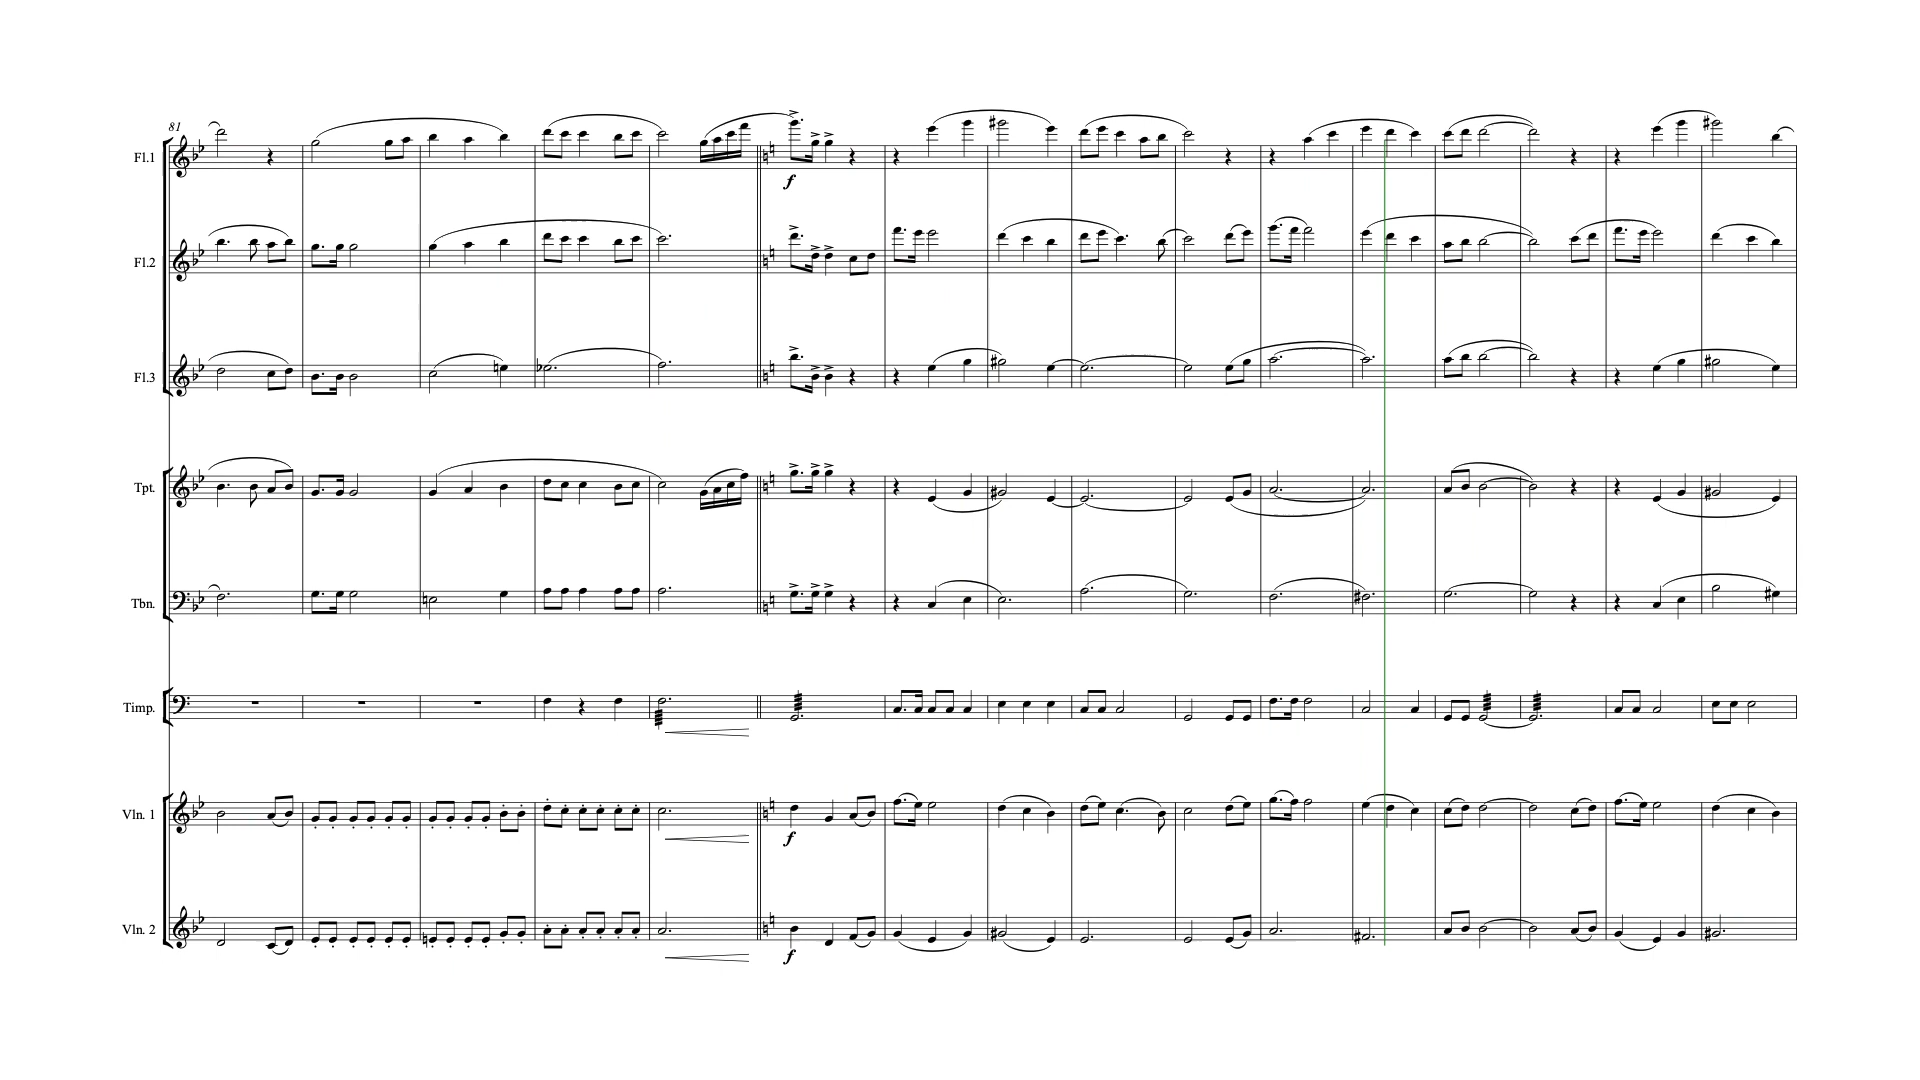 81
Fl.1
f
Fl.2
Fl.3
Tpt.
Tbn.
Timp.
Vln. 1
f
Vln. 2
f